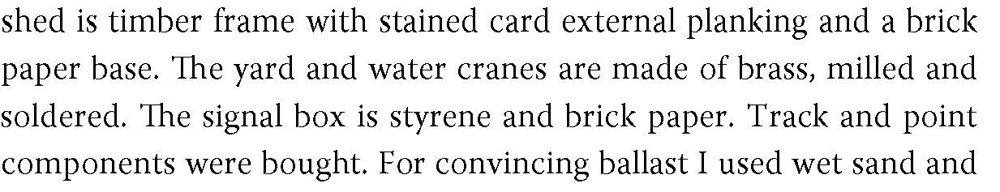 shed is timber frame with stained card external planking and a brick
paper base. The yard and water cranes are made of brass, milled and
soldered. The signal box is styrene and brick paper. Track and point
components were bought. For convincing ballast I used wet sand and